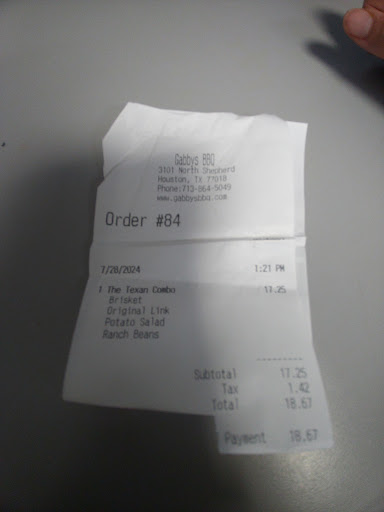 Gabbys BBQ
3101 North Shepherd
Houston, TX 77018
Phone:713-864-5049
www.gabbysbbq.com
Order #84
7/28/2024 1:21 PM
1 The Texan Combo 17.25
Brisket
Original Link
Potato Salad
Ranch Beans
Subtotal 17.25
Tax 1.42
Total 18.67
Payment 18.67